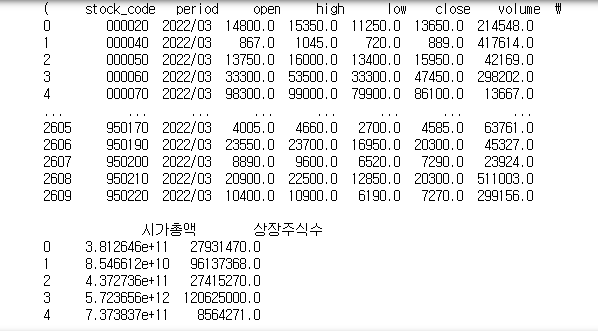 (     stock_code   period     open     high      low    close    volume  ₩
0         000020  2022/03  14800.0  15350.0  11250.0  13650.0  214548.0
1         000040  2022/03    867.0   1045.0    720.0    889.0  417614.0
2         000050  2022/03  13750.0  16000.0  13400.0  15950.0   42169.0
3         000060  2022/03  33300.0  53500.0  33300.0  47450.0  298202.0
4         000070  2022/03  98300.0  99000.0  79900.0  86100.0   13667.0
...          ...      ...      ...      ...      ...      ...       ...
2605      950170  2022/03   4005.0   4660.0   2700.0   4585.0   63761.0
2606      950190  2022/03  23550.0  23700.0  16950.0  20300.0   45327.0
2607      950200  2022/03   8890.0   9600.0   6520.0   7290.0   23924.0
2608      950210  2022/03  20900.0  22500.0  12850.0  20300.0  511003.0
2609      950220  2022/03  10400.0  10900.0   6190.0   7270.0  299156.0
시가총액        상장주식수
0     3.812646e+11   27931470.0
1     8.546612e+10   96137368.0
2     4.372736e+11   27415270.0
3     5.723656e+12  120625000.0
4     7.373837e+11    8564271.0